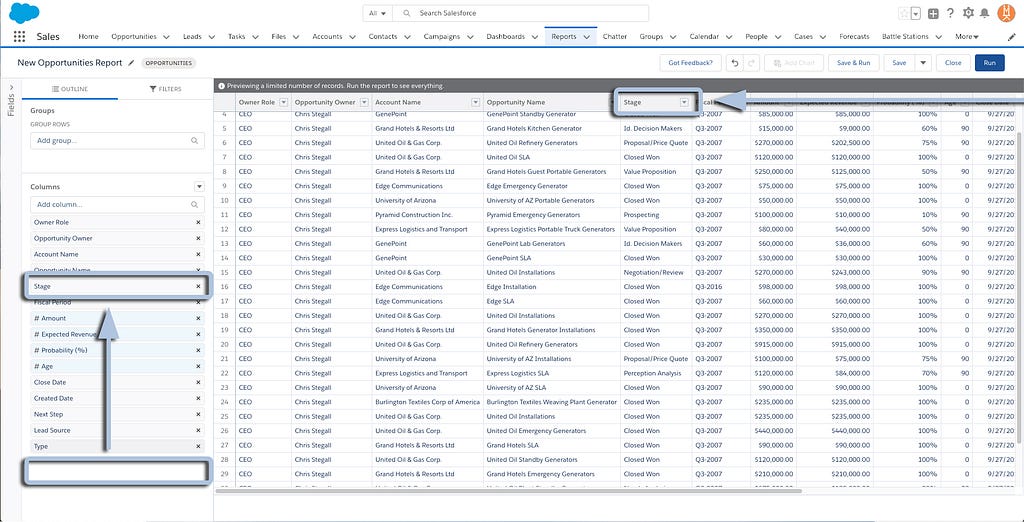 All
Search Salesforce
Sales
Home
Opportunities
Leads
Tasks
Files
Accounts
Contacts
Campaigns
Dashboards
Reports
Chatter
Groups
Calendar
People
Cases
Forecasts
Battle Stations
More
New Opportunities Report
OPPORTUNITIES
Got Feedback?
Add Chart
Save & Run
Save
Close
Run
Fields
OUTLINE
FILTERS
Previewing a limited number of records. Run the report to see everything.
Groups
GROUP ROWS
Add group...
Columns
Add column...
Owner Role
Opportunity Owner
Account Name
Opportunity Name
Stage
Fiscal Period
# Amount
# Expected Revenue
# Probability (%)
# Age
Close Date
Created Date
Next Step
Lead Source
Type
Owner Role Opportunity Owner Account Name Opportunity Name Stage Amount Expected Revenue Probability (%) Age Close Date
4 CEO Chris Stegall GenePoint GenePoint Standby Generator Closed Won Q3-2007 $85,000.00 $85,000.00 100% 0 9/27/20
5 CEO Chris Stegall Grand Hotels & Resorts Ltd Grand Hotels Kitchen Generator Id. Decision Makers Q3-2007 $15,000.00 $9,000.00 60% 90 9/27/20
6 CEO Chris Stegall United Oil & Gas Corp. United Oil Refinery Generators Proposal/Price Quote Q3-2007 $270,000.00 $202,500.00 75% 90 9/27/20
7 CEO Chris Stegall United Oil & Gas Corp. United Oil SLA Closed Won Q3-2007 $120,000.00 $120,000.00 100% 0 9/27/20
8 CEO Chris Stegall Grand Hotels & Resorts Ltd Grand Hotels Guest Portable Generators Value Proposition Q3-2007 $250,000.00 $125,000.00 50% 90 9/27/20
9 CEO Chris Stegall Edge Communications Edge Emergency Generator Closed Won Q3-2007 $75,000.00 $75,000.00 100% 0 9/27/20
10 CEO Chris Stegall University of Arizona University of AZ Portable Generators Closed Won Q3-2007 $50,000.00 $50,000.00 100% 0 9/27/20
11 CEO Chris Stegall Pyramid Construction Inc. Pyramid Emergency Generators Prospecting Q3-2007 $100,000.00 $10,000.00 10% 90 9/27/20
12 CEO Chris Stegall Express Logistics and Transport Express Logistics Portable Truck Generators Value Proposition Q3-2007 $80,000.00 $40,000.00 50% 90 9/27/20
13 CEO Chris Stegall GenePoint GenePoint Lab Generators Id. Decision Makers Q3-2007 $60,000.00 $36,000.00 60% 90 9/27/20
14 CEO Chris Stegall GenePoint GenePoint SLA Closed Won Q3-2007 $30,000.00 $30,000.00 100% 0 9/27/20
15 CEO Chris Stegall United Oil & Gas Corp. United Oil Installations Negotiation/Review Q3-2007 $270,000.00 $243,000.00 90% 90 9/27/20
16 CEO Chris Stegall Edge Communications Edge Installation Closed Won Q3-2016 $98,000.00 $98,000.00 100% 0 9/27/20
17 CEO Chris Stegall Edge Communications Edge SLA Closed Won Q3-2007 $60,000.00 $60,000.00 100% 0 9/27/20
18 CEO Chris Stegall United Oil & Gas Corp. United Oil Installations Closed Won Q3-2007 $270,000.00 $270,000.00 100% 0 9/27/20
19 CEO Chris Stegall Grand Hotels & Resorts Ltd Grand Hotels Generator Installations Closed Won Q3-2007 $350,000.00 $350,000.00 100% 0 9/27/20
20 CEO Chris Stegall United Oil & Gas Corp. United Oil Refinery Generators Closed Won Q3-2007 $915,000.00 $915,000.00 100% 0 9/27/20
21 CEO Chris Stegall University of Arizona University of AZ Installations Proposal/Price Quote Q3-2007 $100,000.00 $75,000.00 75% 90 9/27/20
22 CEO Chris Stegall Express Logistics and Transport Express Logistics SLA Perception Analysis Q3-2007 $120,000.00 $84,000.00 70% 90 9/27/20
23 CEO Chris Stegall University of Arizona University of AZ SLA Closed Won Q3-2007 $90,000.00 $90,000.00 100% 0 9/27/20
24 CEO Chris Stegall Burlington Textiles Corp of America Burlington Textiles Weaving Plant Generator Closed Won Q3-2007 $235,000.00 $235,000.00 100% 0 9/27/20
25 CEO Chris Stegall United Oil & Gas Corp. United Oil Installations Closed Won Q3-2007 $235,000.00 $235,000.00 100% 0 9/27/20
26 CEO Chris Stegall United Oil & Gas Corp. United Oil Emergency Generators Closed Won Q3-2007 $440,000.00 $440,000.00 100% 0 9/27/20
27 CEO Chris Stegall Grand Hotels & Resorts Ltd Grand Hotels SLA Closed Won Q3-2007 $90,000.00 $90,000.00 100% 0 9/27/20
28 CEO Chris Stegall United Oil & Gas Corp. United Oil Standby Generators Closed Won Q3-2007 $120,000.00 $120,000.00 100% 0 9/27/20
29 CEO Chris Stegall Grand Hotels & Resorts Ltd Grand Hotels Emergency Generators Closed Won Q3-2007 $210,000.00 $210,000.00 100% 0 9/27/20